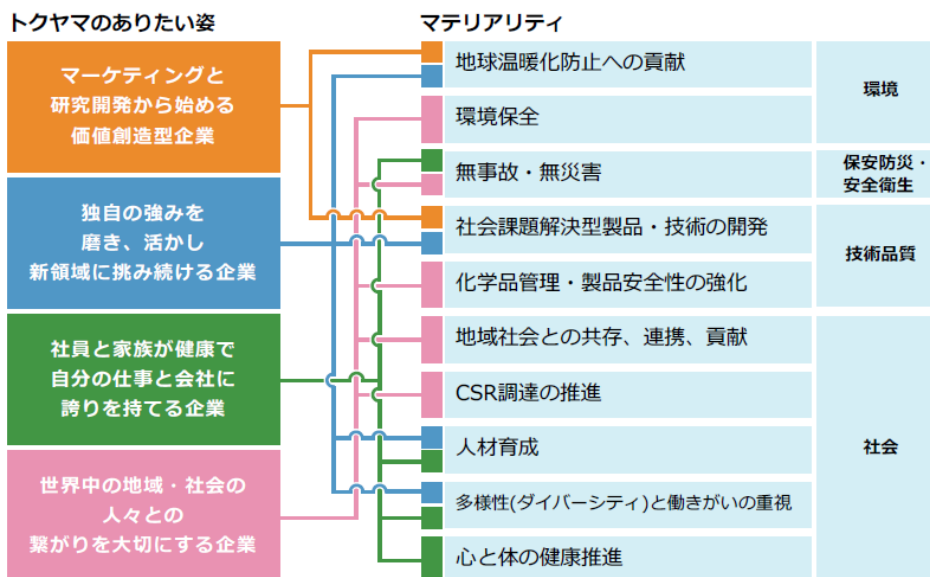 トクヤマのありたい姿
マーケティングと
研究開発から始める
価値創造型企業
独自の強みを
磨き、活かし
新領域に挑み続ける企業
社員と家族が健康で
自分の仕事と会社に
誇りを持てる企業
世界中の地域・社会の
人々との
繋がりを大切にする企業
マテリアリティ
地球温暖化防止への貢献
環境保全
無事故・無災害
社会課題解決型製品・技術の開発
化学品管理・製品安全性の強化
地域社会との共存、連携、貢献
CSR調達の推進
人材育成
多様性(ダイバーシティ)と働きがいの重視
心と体の健康推進
環境
保安防災・
安全衛生
技術品質
社会